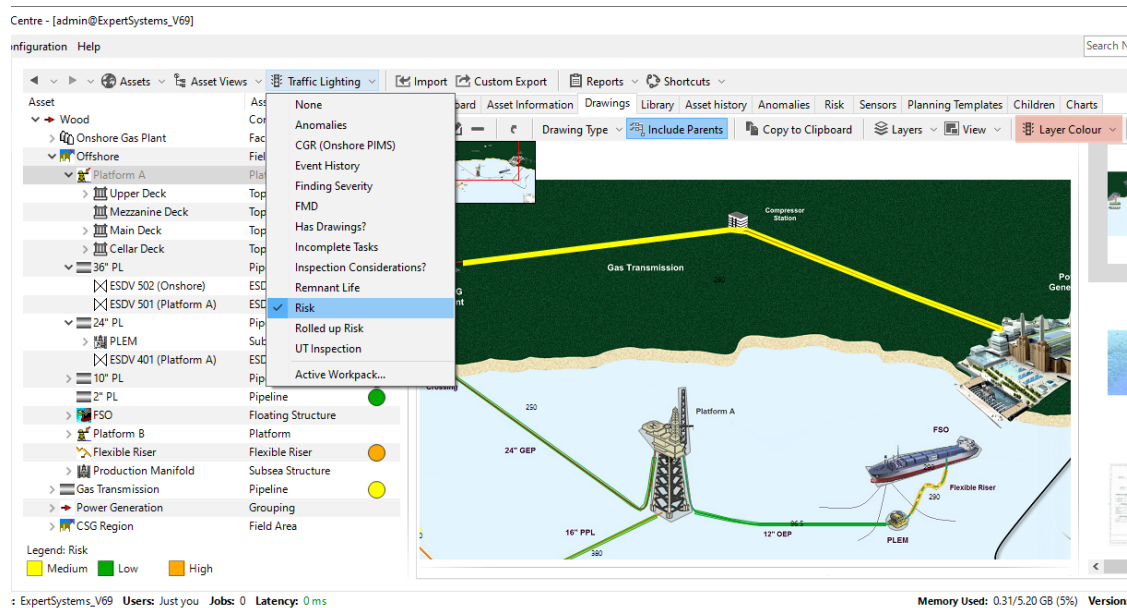 Centre - [admin@ExpertSystems_V69]
onfiguration Help
Search N
Assets Asset Views Traffic Lighting Import Custom Export Reports Shortcuts
Asset
None
Anomalies
CGR (Onshore PIMS)
Event History
Finding Severity
FMD
Has Drawings?
Incomplete Tasks
Inspection Considerations?
Remnant Life
Risk
Rolled up Risk
UT Inspection
Active Workpack...
board Asset Information Drawings Library Asset history Anomalies Risk Sensors Planning Templates Children Charts
Drawing Type Include Parents Copy to Clipboard Layers View Layer Colour
Wood
Onshore Gas Plant
Offshore
Platform A
Upper Deck
Mezzanine Deck
Main Deck
Cellar Deck
36" PL
ESDV 502 (Onshore)
ESDV 501 (Platform A)
24" PL
PLEM
ESDV 401 (Platform A)
10" PL
2" PL Pipeline
FSO Floating Structure
Platform B Platform
Flexible Riser Flexible Riser
Production Manifold Subsea Structure
Gas Transmission Pipeline
Power Generation Grouping
CSG Region Field Area
Legend: Risk
Medium Low High
Compressor
Station
Gas Transmission
Crossing
250
Platform A
24" GEP
FSO
290
Flexible Riser
16" PPL
380
96.5
12" OEP
PLEM
: ExpertSystems_V69 Users: Just you Jobs: 0 Latency: 0 ms
Memory Used: 0.31/5.20 GB (5%) Version: